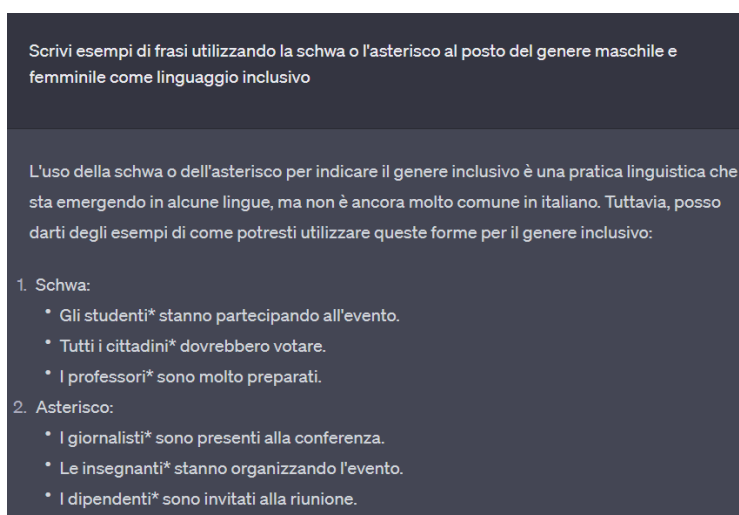 Scrivi esempi di frasi utilizzando la schwa o l'asterisco al posto del genere maschile e
femminile come linguaggio inclusivo
L'uso della schwa o dell'asterisco per indicare il genere inclusivo è una pratica linguistica che
sta emergendo in alcune lingue, ma non è ancora molto comune in italiano. Tuttavia, posso
darti degli esempi di come potresti utilizzare queste forme per il genere inclusivo:
1. Schwa:
• Gli studenti* stanno partecipando all'evento.
• Tutti i cittadini* dovrebbero votare.
• I professori* sono molto preparati.
2. Asterisco:
• I giornalisti* sono presenti alla conferenza.
• Le insegnanti* stanno organizzando l'evento.
• I dipendenti* sono invitati alla riunione.